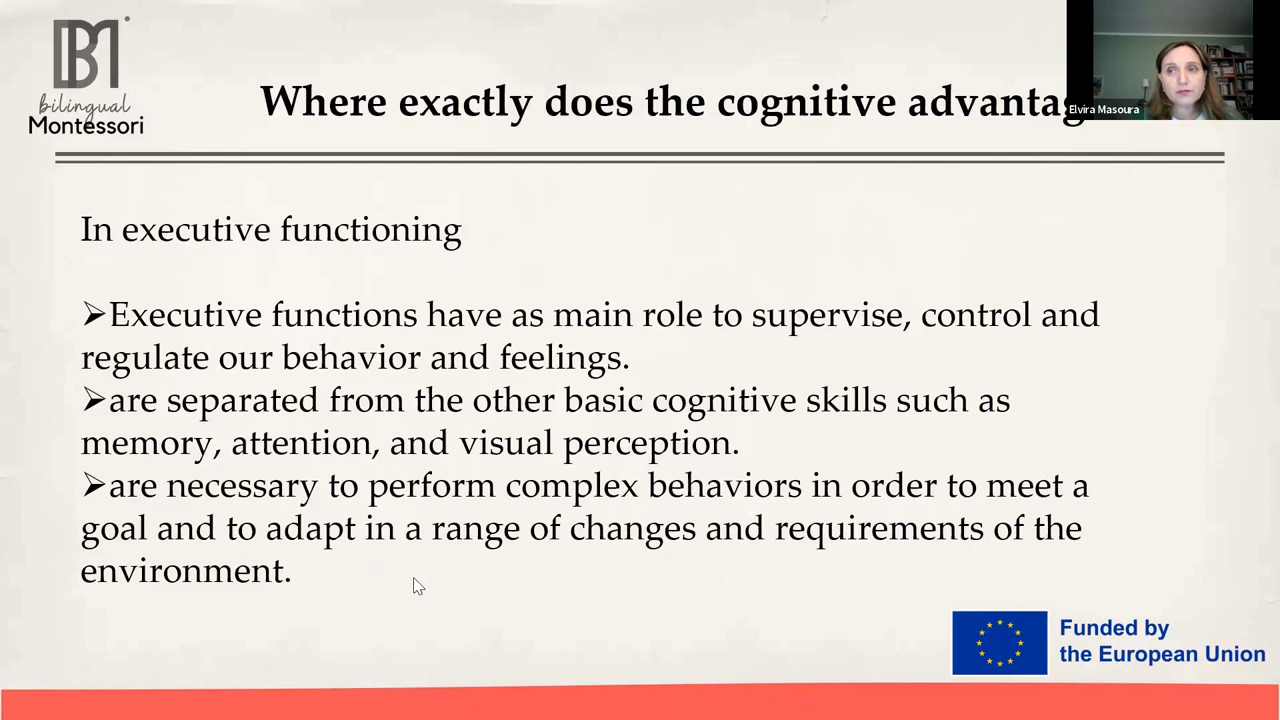 bilingual
Montessori
Where exactly does the cognitive
Elvira Masoura
In executive functioning
➢Executive functions have as main role to supervise, control and
regulate our behavior and feelings.
➢are separated from the other basic cognitive skills such as
memory, attention, and visual perception.
➢are necessary to perform complex behaviors in order to meet a
goal and to adapt in a range of changes and requirements of the
environment.
Funded by
the European Union